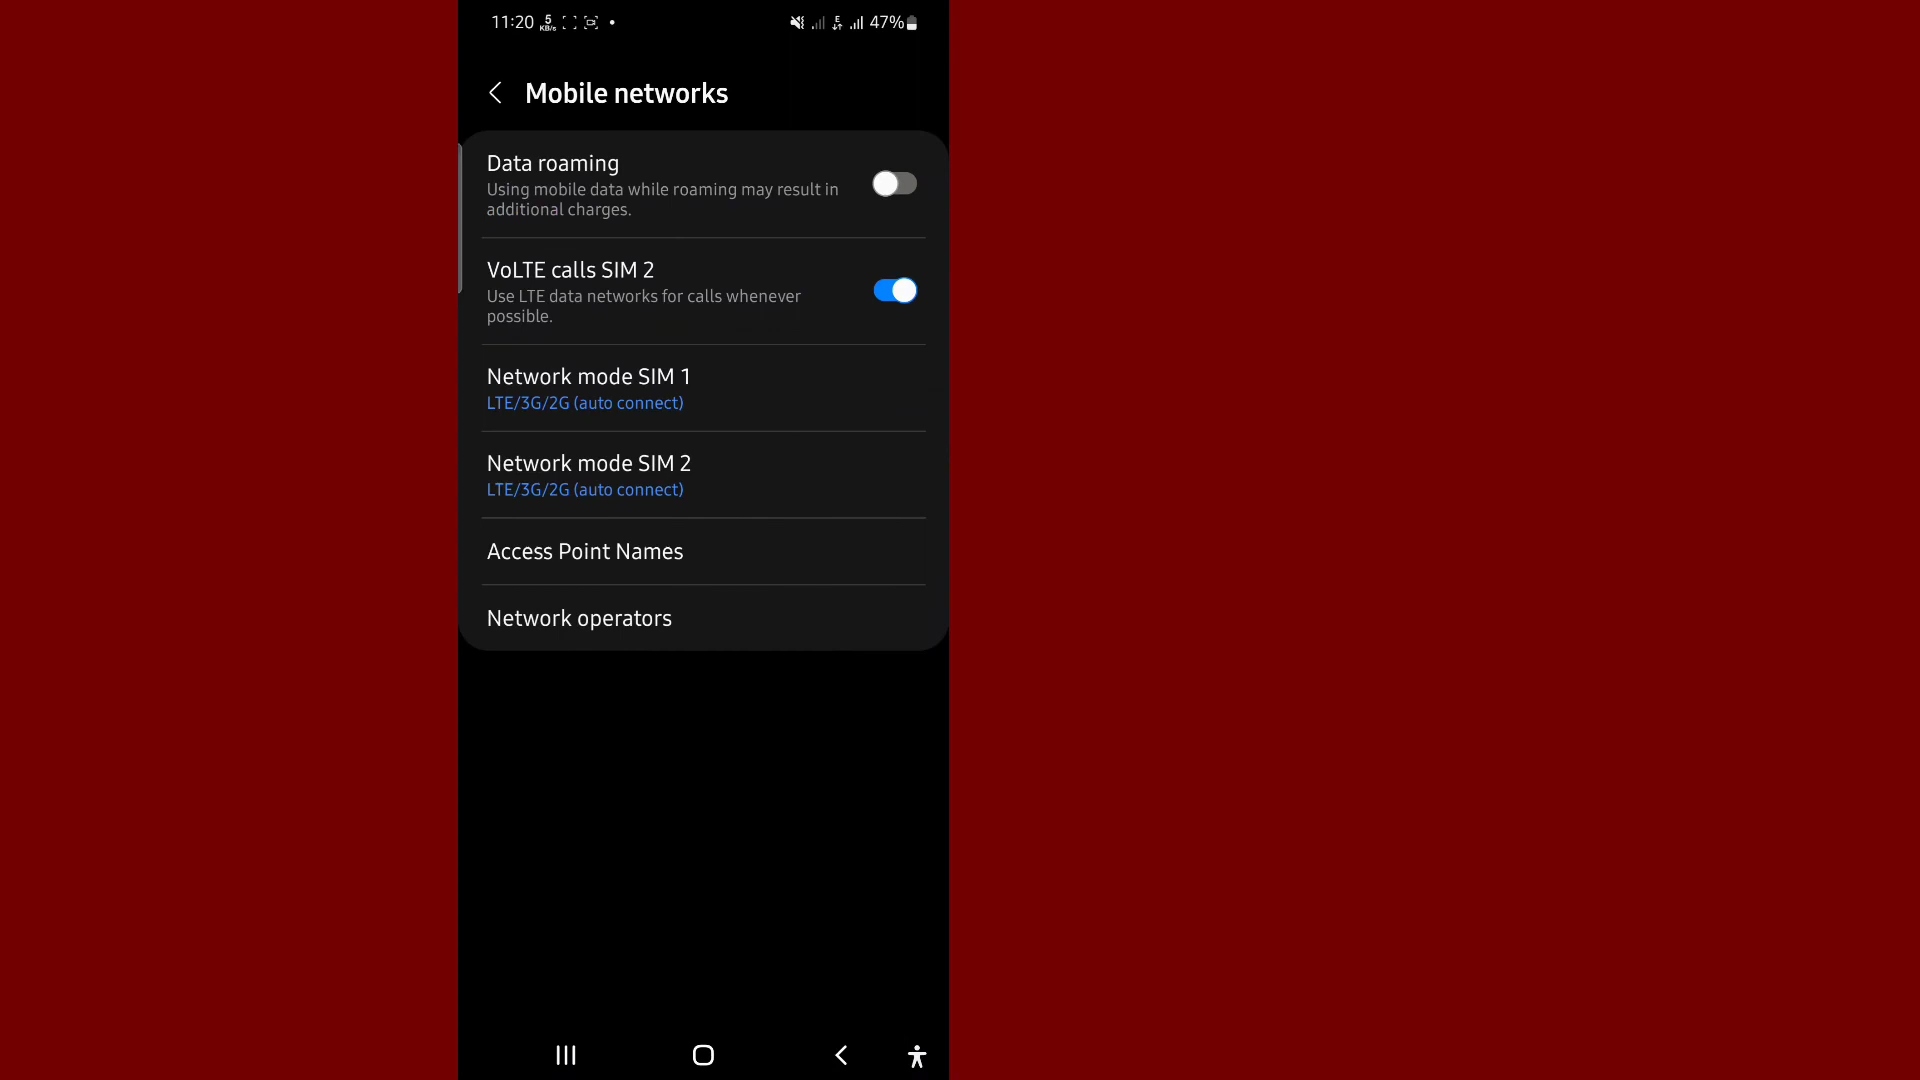 11:20 5 KB/s E 47%
Mobile networks
Data roaming
Using mobile data while roaming may result in
additional charges.
VoLTE calls SIM 2
Use LTE data networks for calls whenever
possible.
Network mode SIM 1
LTE/3G/2G (auto connect)
Network mode SIM 2
LTE/3G/2G (auto connect)
Access Point Names
Network operators